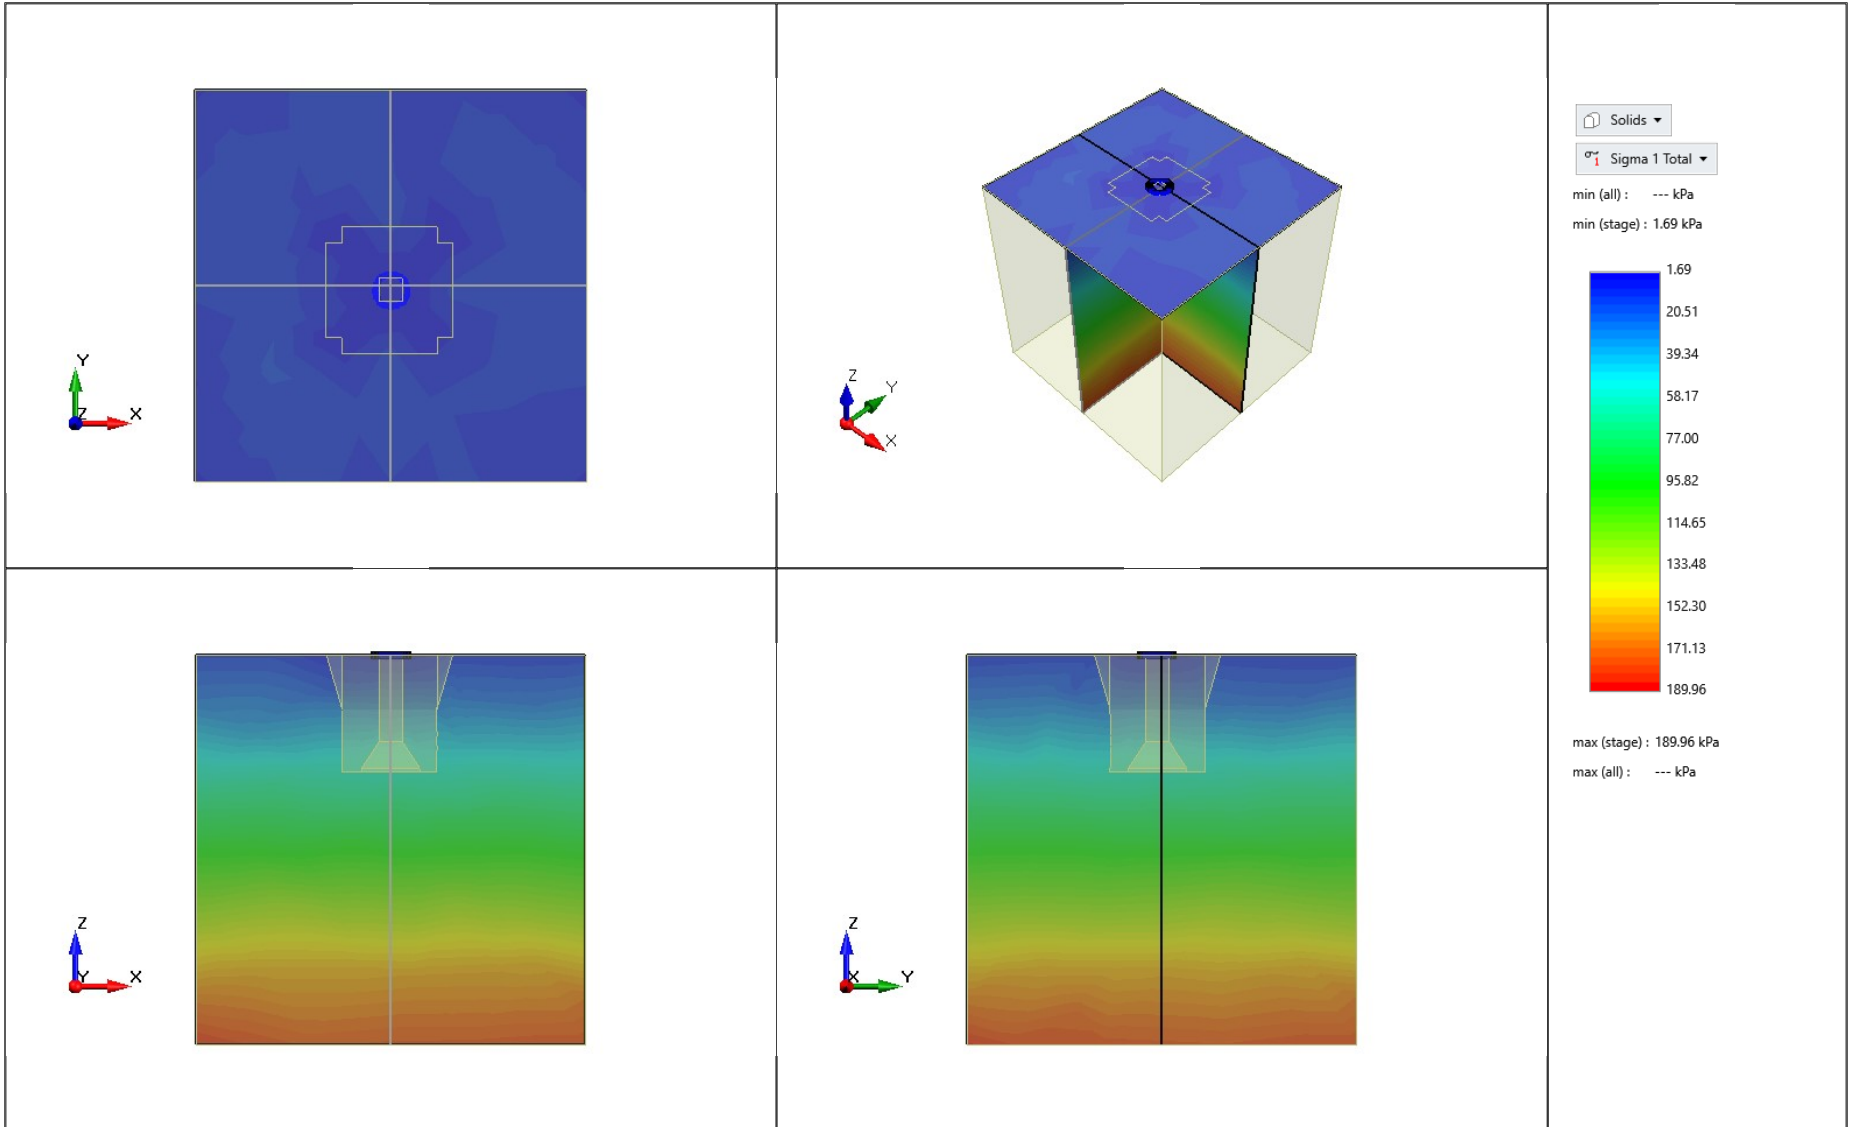 Y
Z
X
Z
Y
X
Z
Y
X
Z
X
Y
Solids
σ1 Sigma 1 Total
min (all) : --- kPa
min (stage) : 1.69 kPa
1.69
20.51
39.34
58.17
77.00
95.82
114.65
133.48
152.30
171.13
189.96
max (stage) : 189.96 kPa
max (all) : --- kPa